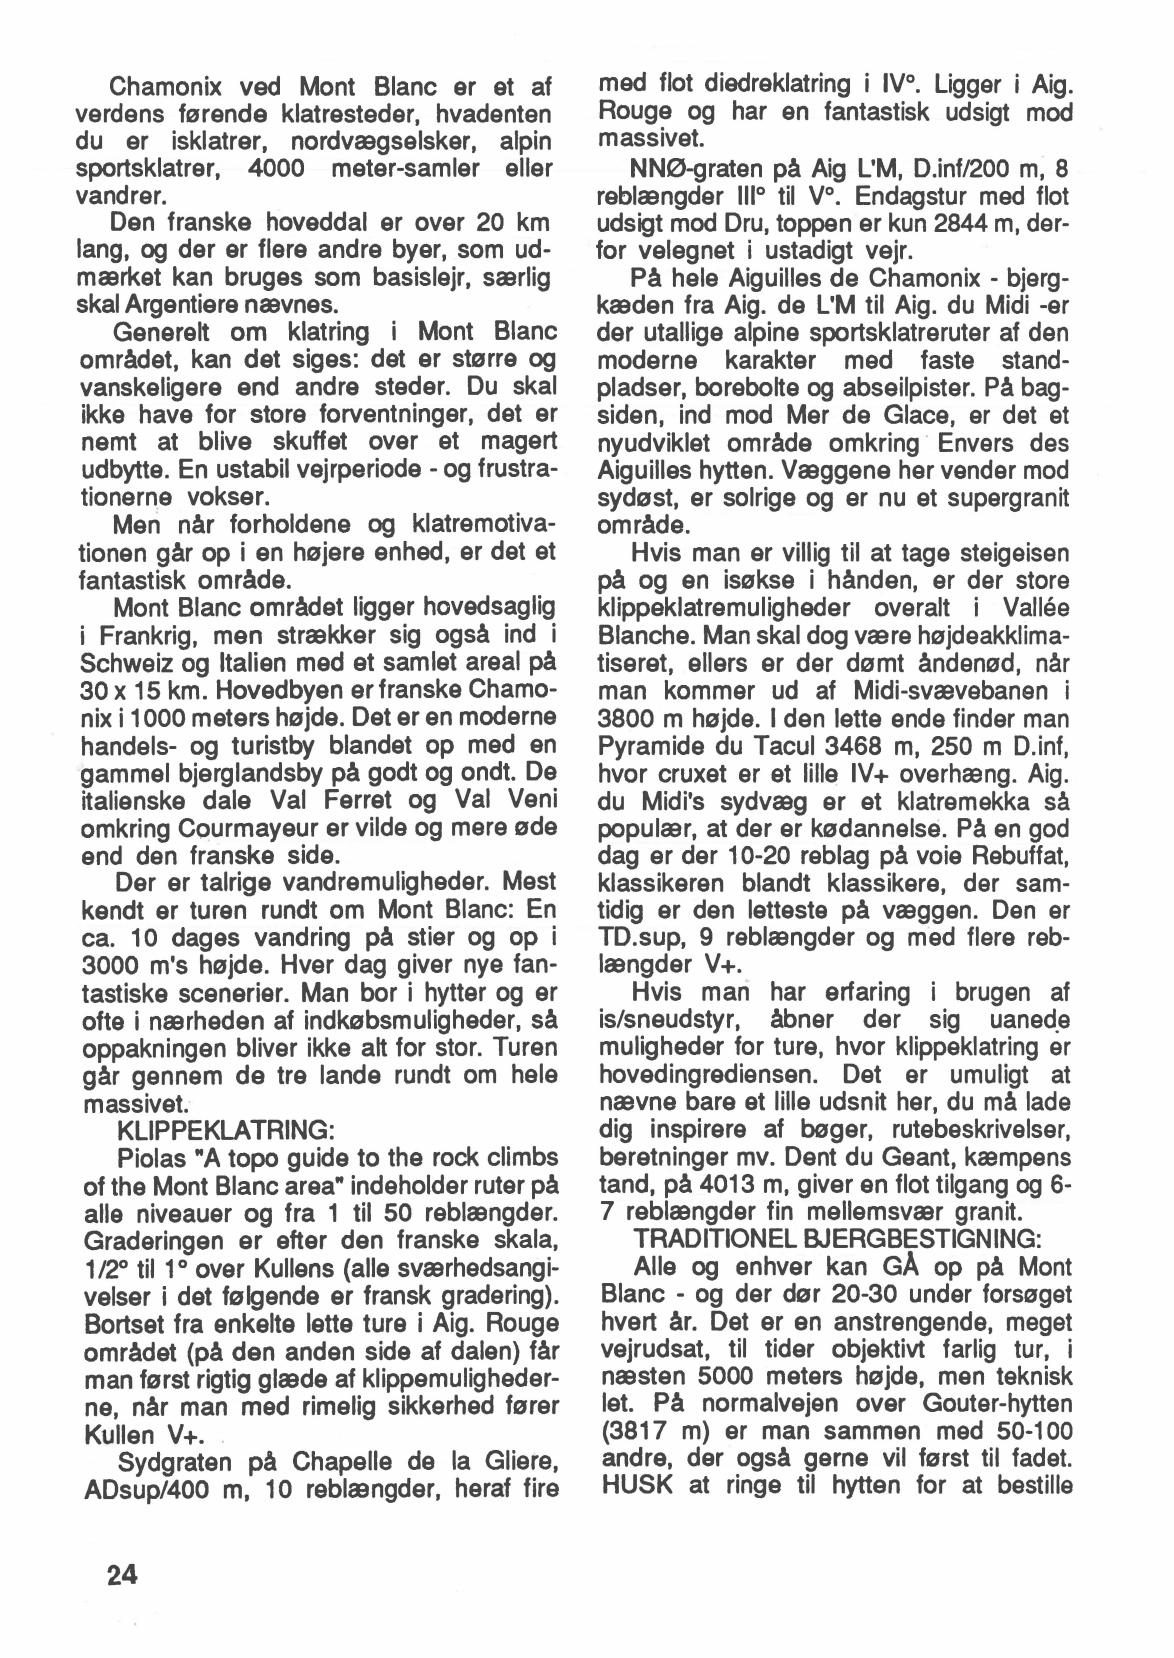 Chamonix ved Mont Blanc er et af
verdens førende klatresteder, hvadenten
du er isklatrer, nordvægselsker, alpin
sportsklatrer, 4000 meter-samler eller
vandrer.
Den franske hoveddal er over 20 km
lang, og der er flere andre byer, som ud-
mærket kan bruges som basislejr, særlig
skal Argentiere nævnes.
Generelt om klatring i Mont Blanc
området, kan det siges: det er større og
vanskeligere end andre steder. Du skal
ikke have for store forventninger, det er
nemt at blive skuffet over et magert
udbytte. En ustabil vejrperiode - og frustra-
tionerne vokser.
Men når forholdene og klatremotiva-
tionen går op i en højere enhed, er det et
fantastisk område.
Mont Blanc området ligger hovedsaglig
i Frankrig, men strækker sig også ind i
Schweiz og Italien med et samlet areal på
30 x 15 km. Hovedbyen er franske Chamo-
nix i 1000 meters højde. Det er en moderne
handels- og turistby blandet op med en
gammel bjerglandsby på godt og ondt. De
italienske dale Val Ferret og Val Veni
omkring Courmayeur er vilde og mere øde
end den franske side.
Der er talrige vandremuligheder. Mest
kendt er turen rundt om Mont Blanc: En
ca. 10 dages vandring på stier og op i
3000 m's højde. Hver dag giver nye fan-
tastiske scenerier. Man bor i hytter og er
ofte i nærheden af indkøbsmuligheder, så
oppakningen bliver ikke alt for stor. Turen
går gennem de tre lande rundt om hele
massivet.
KLIPPEKLATRING:
Piolas "A topo guide to the rock climbs
of the Mont Blanc area" indeholder ruter på
alle niveauer og fra 1 til 50 reblængder.
Graderingen er efter den franske skala,
1/2° til 1° over Kullens (alle sværhedsangi-
velser i det følgende er fransk gradering).
Bortset fra enkelte lette ture i Aig. Rouge
området (på den anden side af dalen) får
man først rigtig glæde af klippemuligheder-
ne, når man med rimelig sikkerhed fører
Kullen V+.
Sydgraten på Chapelle de la Gliere,
ADsup/400 m, 10 reblængder, heraf fire
med flot diedreklatring i IV°. Ligger i Aig.
Rouge og har en fantastisk udsigt mod
massivet.
NNØ-graten på Aig L'M, D.inf/200 m, 8
reblængder III° til V°. Endagstur med flot
udsigt mod Dru, toppen er kun 2844 m, der-
for velegnet i ustadigt vejr.
På hele Aiguilles de Chamonix - bjerg-
kæden fra Aig. de L'M til Aig. du Midi -er
der utallige alpine sportsklatreruter af den
moderne karakter med faste stand-
pladser, borebolte og abseilpister. På bag-
siden, ind mod Mer de Glace, er det et
nyudviklet område omkring Envers des
Aiguilles hytten. Væggene her vender mod
sydøst, er solrige og er nu et supergranit
område.
Hvis man er villig til at tage steigeisen
på og en isøkse i hånden, er der store
klippeklatremuligheder overalt i Vallée
Blanche. Man skal dog være højdeakklima-
tiseret, ellers er der dømt åndenød, når
man kommer ud af Midi-svævebanen i
3800 m højde. I den lette ende finder man
Pyramide du Tacul 3468 m, 250 m D.inf,
hvor cruxet er et lille IV+ overhæng. Aig.
du Midi's sydvæg er et klatremekka så
populær, at der er kødannelse. På en god
dag er der 10-20 reblag på voie Rebuffat,
klassikeren blandt klassikere, der sam-
tidig er den letteste på væggen. Den er
TD.sup, 9 reblængder og med flere reb-
længder V+.
Hvis man har erfaring i brugen af
is/sneudstyr, åbner der sig uanede
muligheder for ture, hvor klippeklatring er
hovedingrediensen. Det er umuligt at
nævne bare et lille udsnit her, du må lade
dig inspirere af bøger, rutebeskrivelser,
beretninger mv. Dent du Geant, kæmpens
tand, på 4013 m, giver en flot tilgang og 6-
7 reblængder fin mellemsvær granit.
TRADITIONEL BJERGBESTIGNING:
Alle og enhver kan GÅ op på Mont
Blanc - og der dør 20-30 under forsøget
hvert år. Det er en anstrengende, meget
vejrudsat, til tider objektivt farlig tur, i
næsten 5000 meters højde, men teknisk
let. På normalvejen over Gouter-hytten
(3817 m) er man sammen med 50-100
andre, der også gerne vil først til fadet.
HUSK at ringe til hytten for at bestille
24